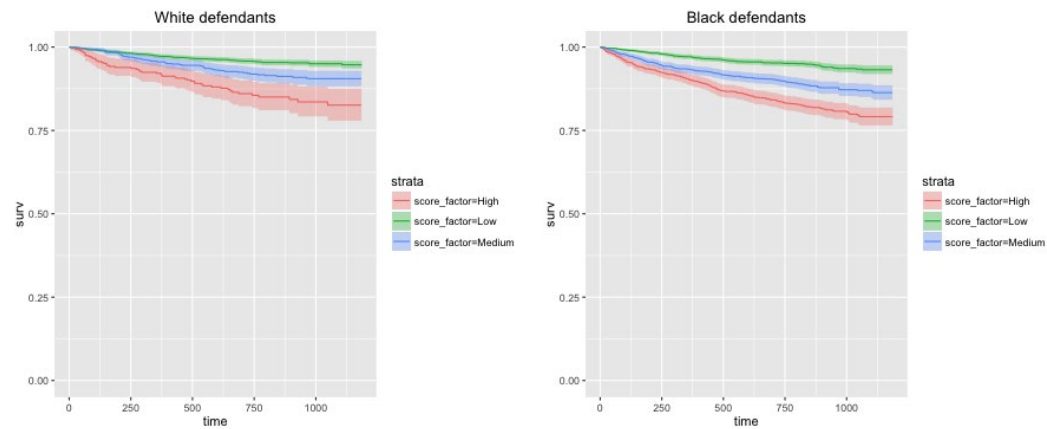 White defendants
1.00
0.75
0.50
0.25
0.00
surv
0 250 500 750 1000
time
strata
score_factor=High
score_factor=Low
score_factor=Medium
Black defendants
1.00
0.75
0.50
0.25
0.00
surv
0 250 500 750 1000
time
strata
score_factor=High
score_factor=Low
score_factor=Medium